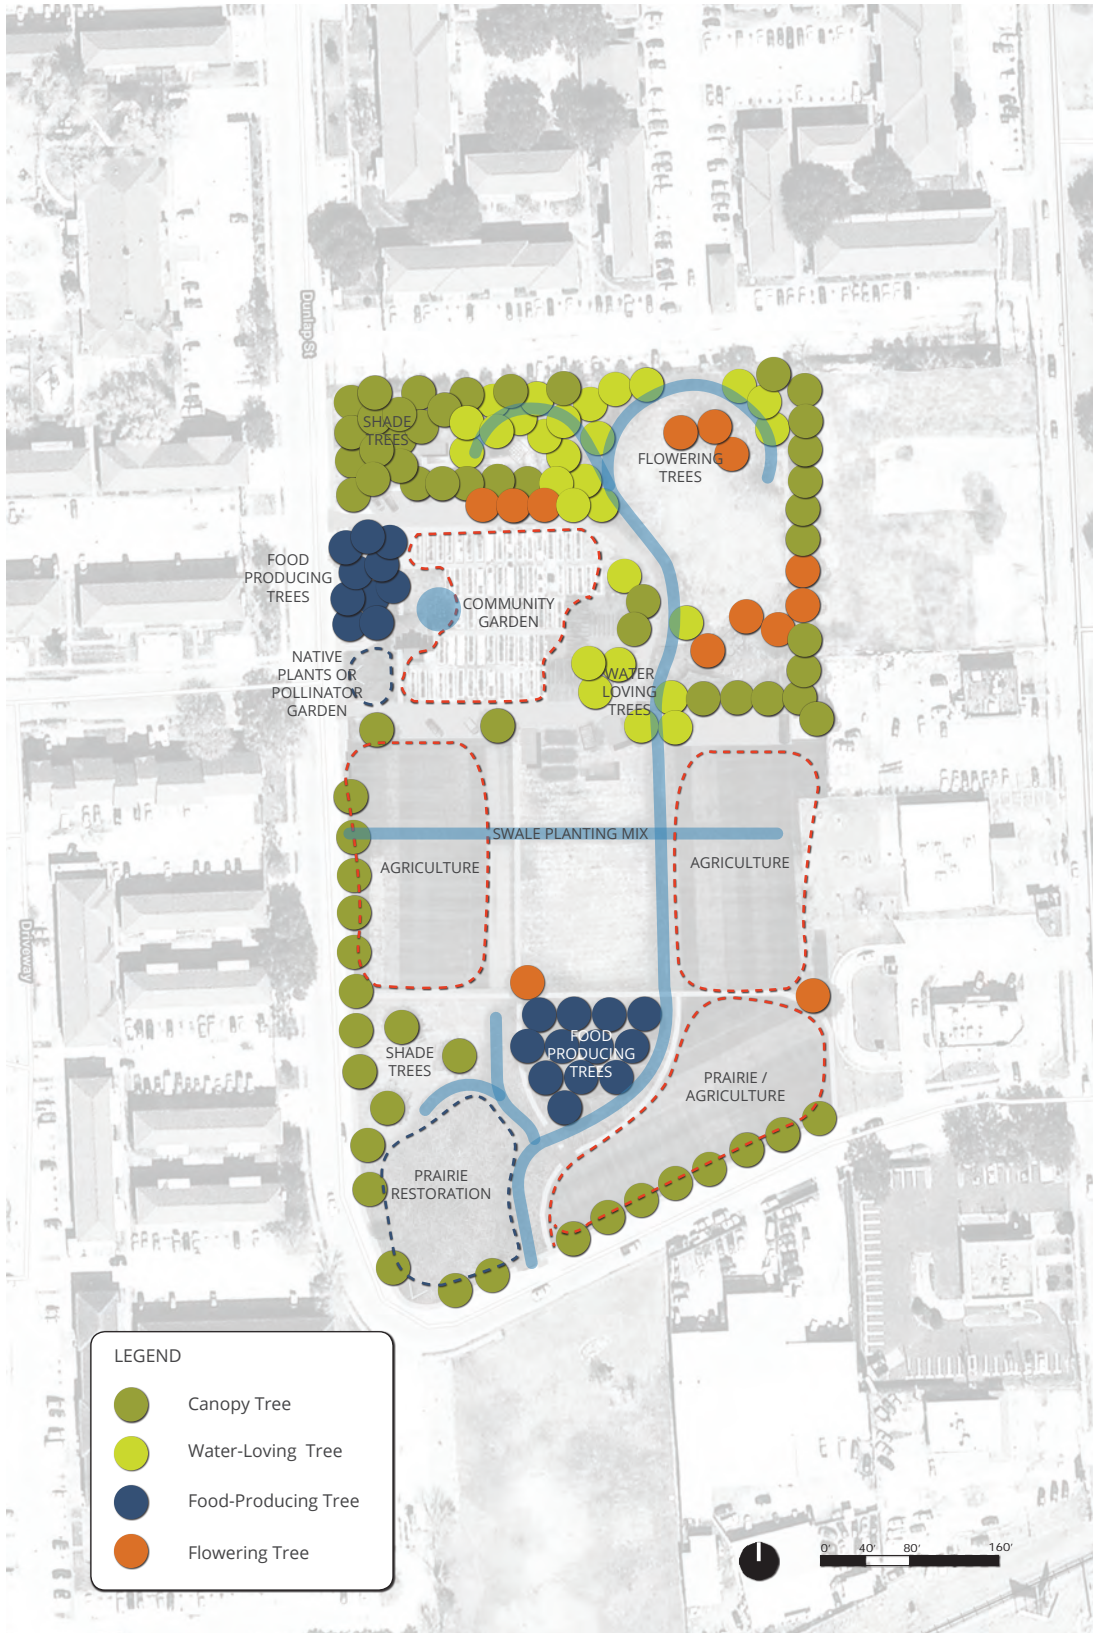 Dunlap St
SHADE
TREES
FLOWERING
TREES
FOOD
PRODUCING
TREES
COMMUNITY
GARDEN
NATIVE
PLANTS OR
POLLINATOR
GARDEN
WATER
LOVING
TREES
SWALE PLANTING MIX
AGRICULTURE
AGRICULTURE
Driveway
FOOD
PRODUCING
TREES
SHADE
TREES
PRAIRIE /
AGRICULTURE
PRAIRIE
RESTORATION
LEGEND
Canopy Tree
Water-Loving Tree
Food-Producing Tree
Flowering Tree
0' 40' 80' 160'